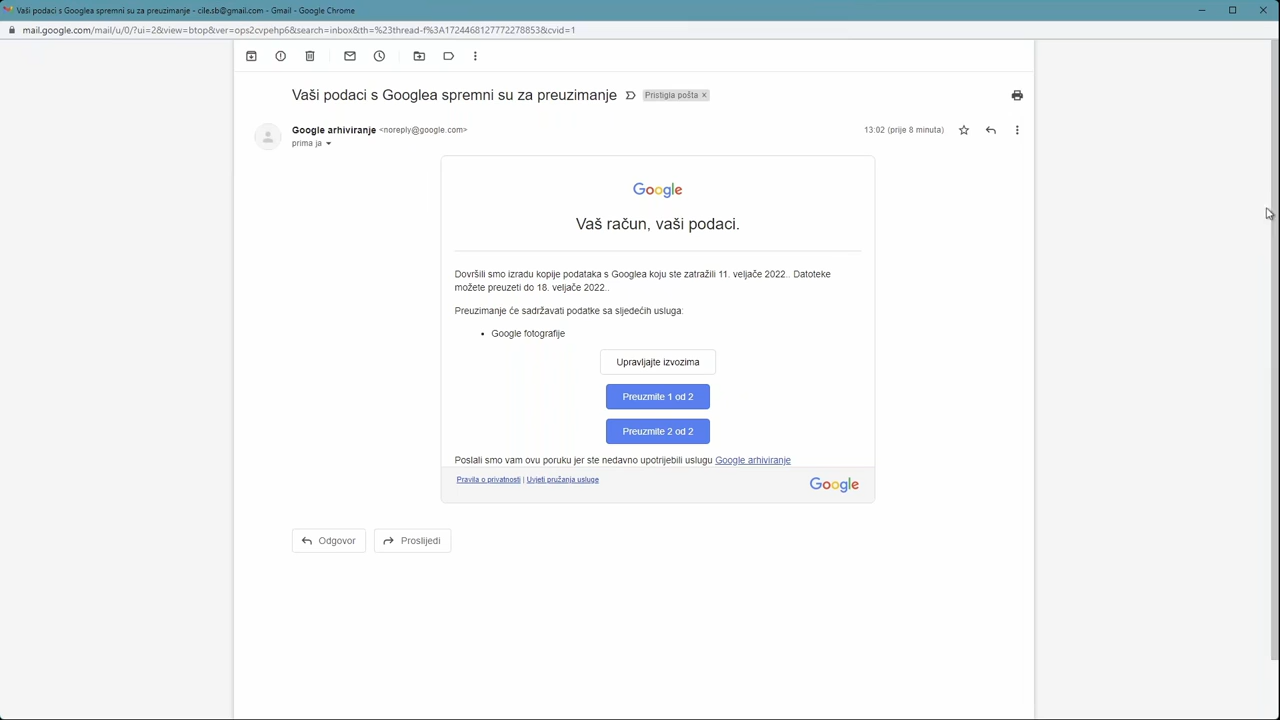 Vaši podaci s Googlea spremni su za preuzimanje - cile.sb@gmail.com - Gmail - Google Chrome
mail.google.com/mail/u/0/?ui=2&view=btop&ver=ops2cvpehp6&search=inbox&th=%23thread-f%3A1724468127772278853&cvid=1
Vaši podaci s Googlea spremni su za preuzimanje Pristigla pošta ×
Google arhiviranje <noreply@google.com> 13:02 (prije 8 minuta)
prima ja
Google
Vaš račun, vaši podaci.
Dovršili smo izradu kopije podataka s Googlea koju ste zatražili 11. veljače 2022.. Datoteke
možete preuzeti do 18. veljače 2022..
Preuzimanje će sadržavati podatke sa sljedećih usluga:
• Google fotografije
Upravljajte izvozima
Preuzmite 1 od 2
Preuzmite 2 od 2
Poslali smo vam ovu poruku jer ste nedavno upotrijebili uslugu Google arhiviranje
Pravila o privatnosti | Uvjeti pružanja usluge Google
Odgovor Proslijedi